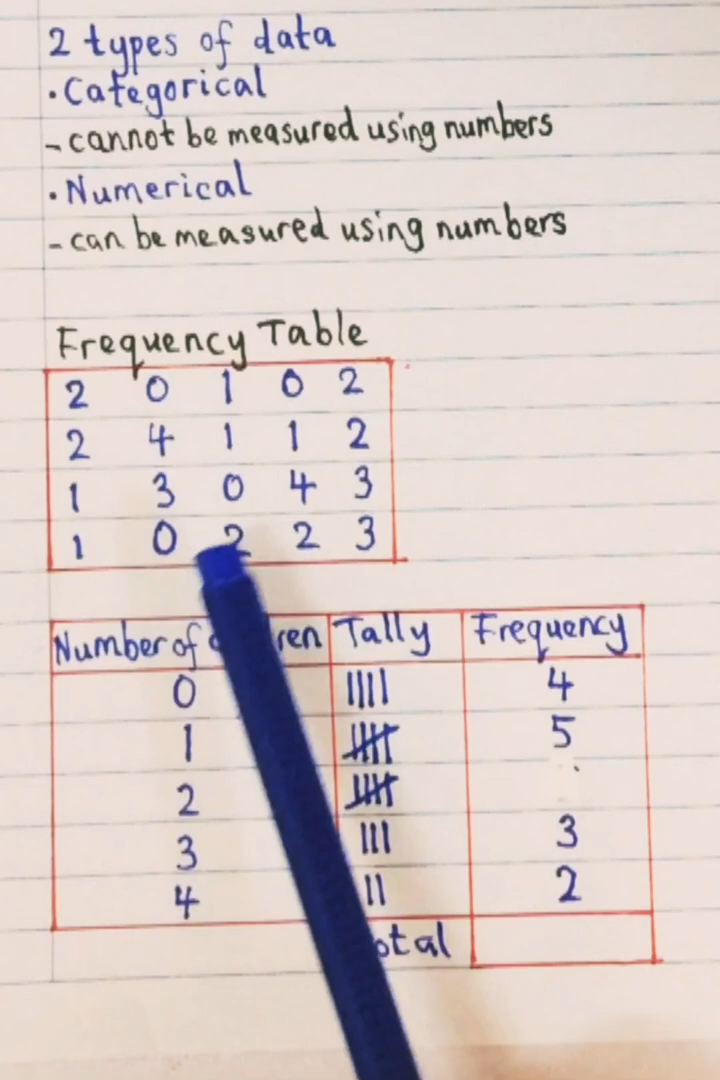 2 types of data
• Categorical
- cannot be measured using numbers
• Numerical
- can be measured using numbers
Frequency Table
2 0 1 0 2
2 4 1 1 2
1 3 0 4 3
1 0 2 2 3
Number of Tally Frequency
0 |||| 4
1 卌 5
2 卌
3 ||| 3
4 || 2